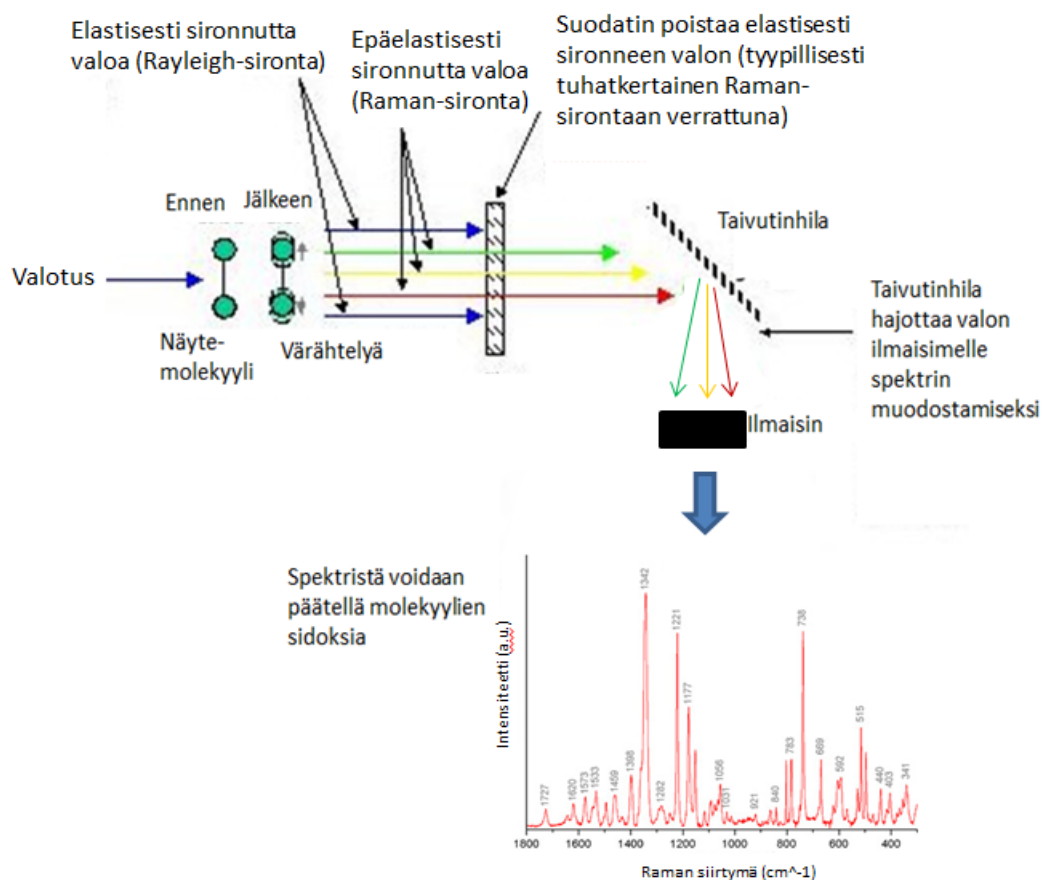 Elastisesti sironnutta
valoa (Rayleigh-sironta)
Epäelastisesti
sironnutta valoa
(Raman-sironta)
Suodatin poistaa elastisesti
sironneen valon (tyypillisesti
tuhatkertainen Raman-
sirontaan verrattuna)
Ennen
Jälkeen
Valotus
Näyte-
molekyyli
Värähtelyä
Taivutinhila
Taivutinhila
hajottaa valon
ilmaisimelle
spektrin
muodostamiseksi
Ilmaisin
Spektristä voidaan
päätellä molekyylien
sidoksia
Intensiteetti (a.u.)
1727
1620
1573
1533
1459
1398
1342
1282
1221
1177
1056
1031
921
840
783
738
669
592
515
440
403
341
1800
1600
1400
1200
1000
800
600
400
Raman siirtymä (cm^-1)